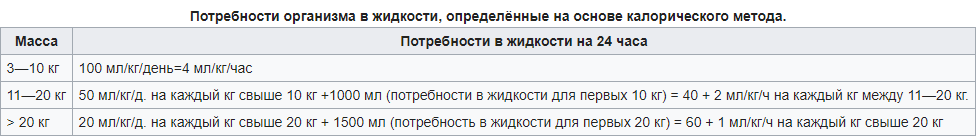 Потребности организма в жидкости, определённые на основе калорического метода.
Масса Потребности в жидкости на 24 часа
3—10 кг 100 мл/кг/день=4 мл/кг/час
11—20 кг 50 мл/кг/д. на каждый кг свыше 10 кг +1000 мл (потребности в жидкости для первых 10 кг) = 40 + 2 мл/кг/ч на каждый кг между 11—20 кг.
> 20 кг 20 мл/кг/д. на каждый кг свыше 20 кг + 1500 мл (потребность в жидкости для первых 20 кг) = 60 + 1 мл/кг/ч на каждый кг свыше 20 кг